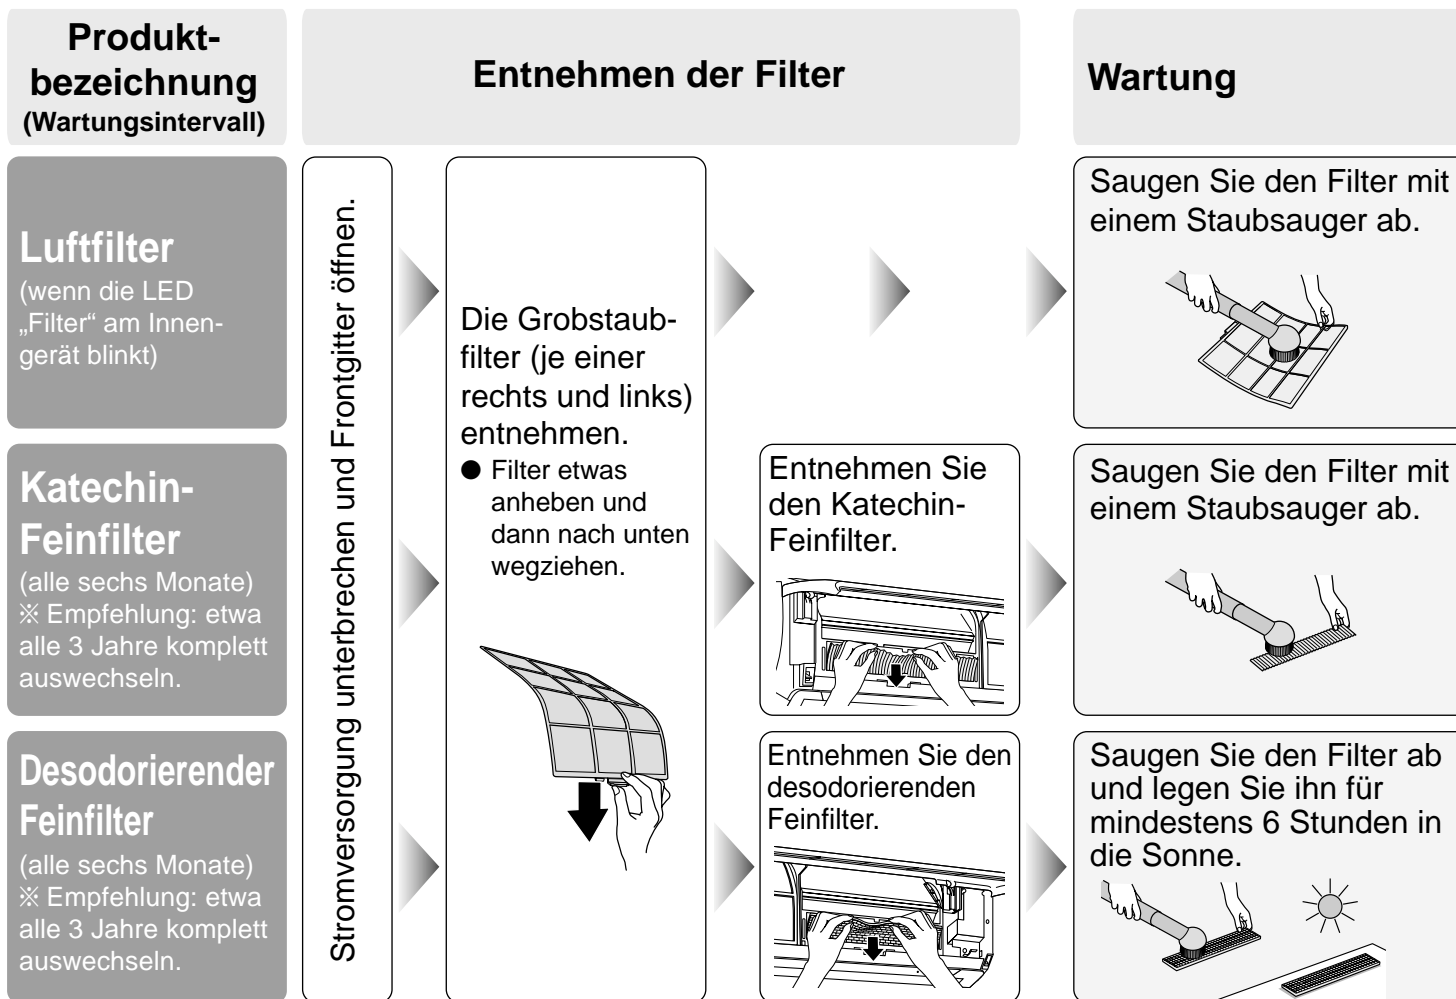 Produkt-
bezeichnung
(Wartungsintervall)
Entnehmen der Filter
Wartung
Luftfilter
(wenn die LED
„Filter“ am Innen-
gerät blinkt)
Katechin-
Feinfilter
(alle sechs Monate)
※ Empfehlung: etwa
alle 3 Jahre komplett
auswechseln.
Desodorierender
Feinfilter
(alle sechs Monate)
※ Empfehlung: etwa
alle 3 Jahre komplett
auswechseln.
Stromversorgung unterbrechen und Frontgitter öffnen.
Die Grobstaub-
filter (je einer
rechts und links)
entnehmen.
● Filter etwas
anheben und
dann nach unten
wegziehen.
Entnehmen Sie
den Katechin-
Feinfilter.
Entnehmen Sie den
desodorierenden
Feinfilter.
Saugen Sie den Filter mit
einem Staubsauger ab.
Saugen Sie den Filter mit
einem Staubsauger ab.
Saugen Sie den Filter ab
und legen Sie ihn für
mindestens 6 Stunden in
die Sonne.